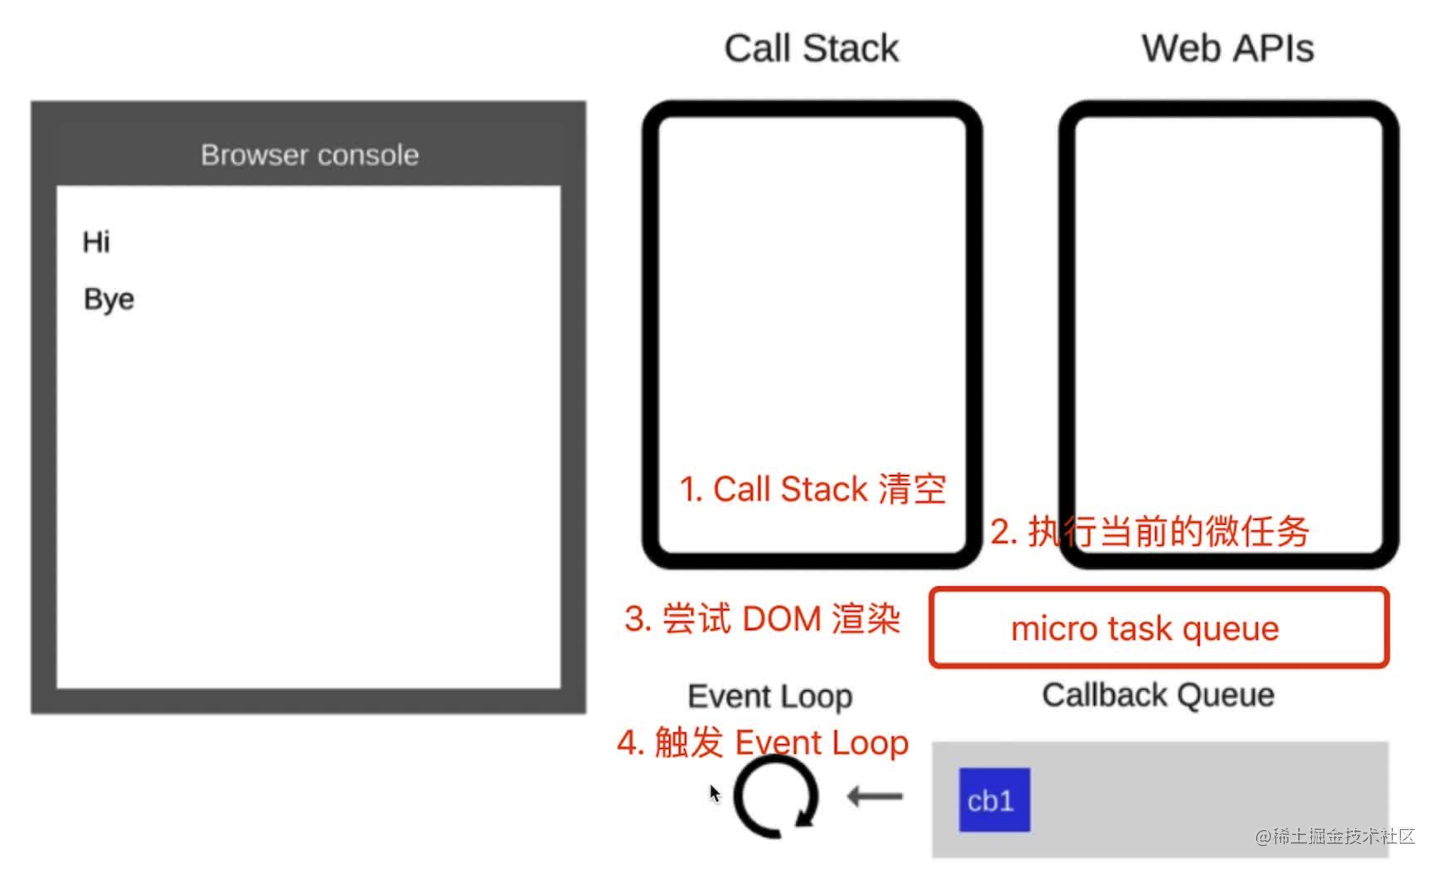 Call Stack
Web APIs
Browser console
Hi
Bye
1. Call Stack 清空
2. 执行当前的微任务
3. 尝试 DOM 渲染
micro task queue
Event Loop
Callback Queue
4. 触发 Event Loop
cb1
@稀土掘金技术社区